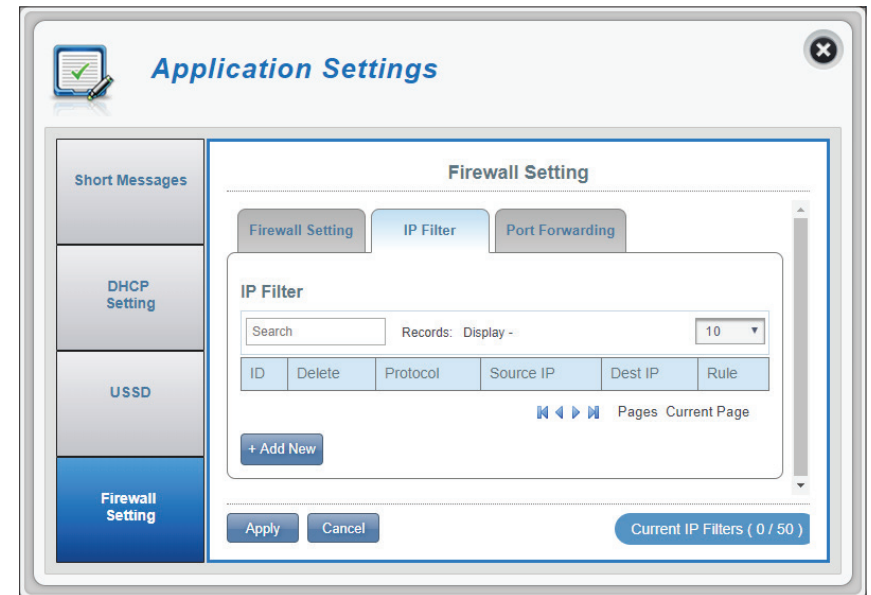 Application Settings
Short Messages
DHCP
Setting
USSD
Firewall
Setting
Firewall Setting
Firewall Setting
IP Filter
Port Forwarding
IP Filter
Search
Records: Display -
10
ID Delete Protocol Source IP Dest IP Rule
Pages Current Page
+ Add New
Apply
Cancel
Current IP Filters ( 0 / 50 )